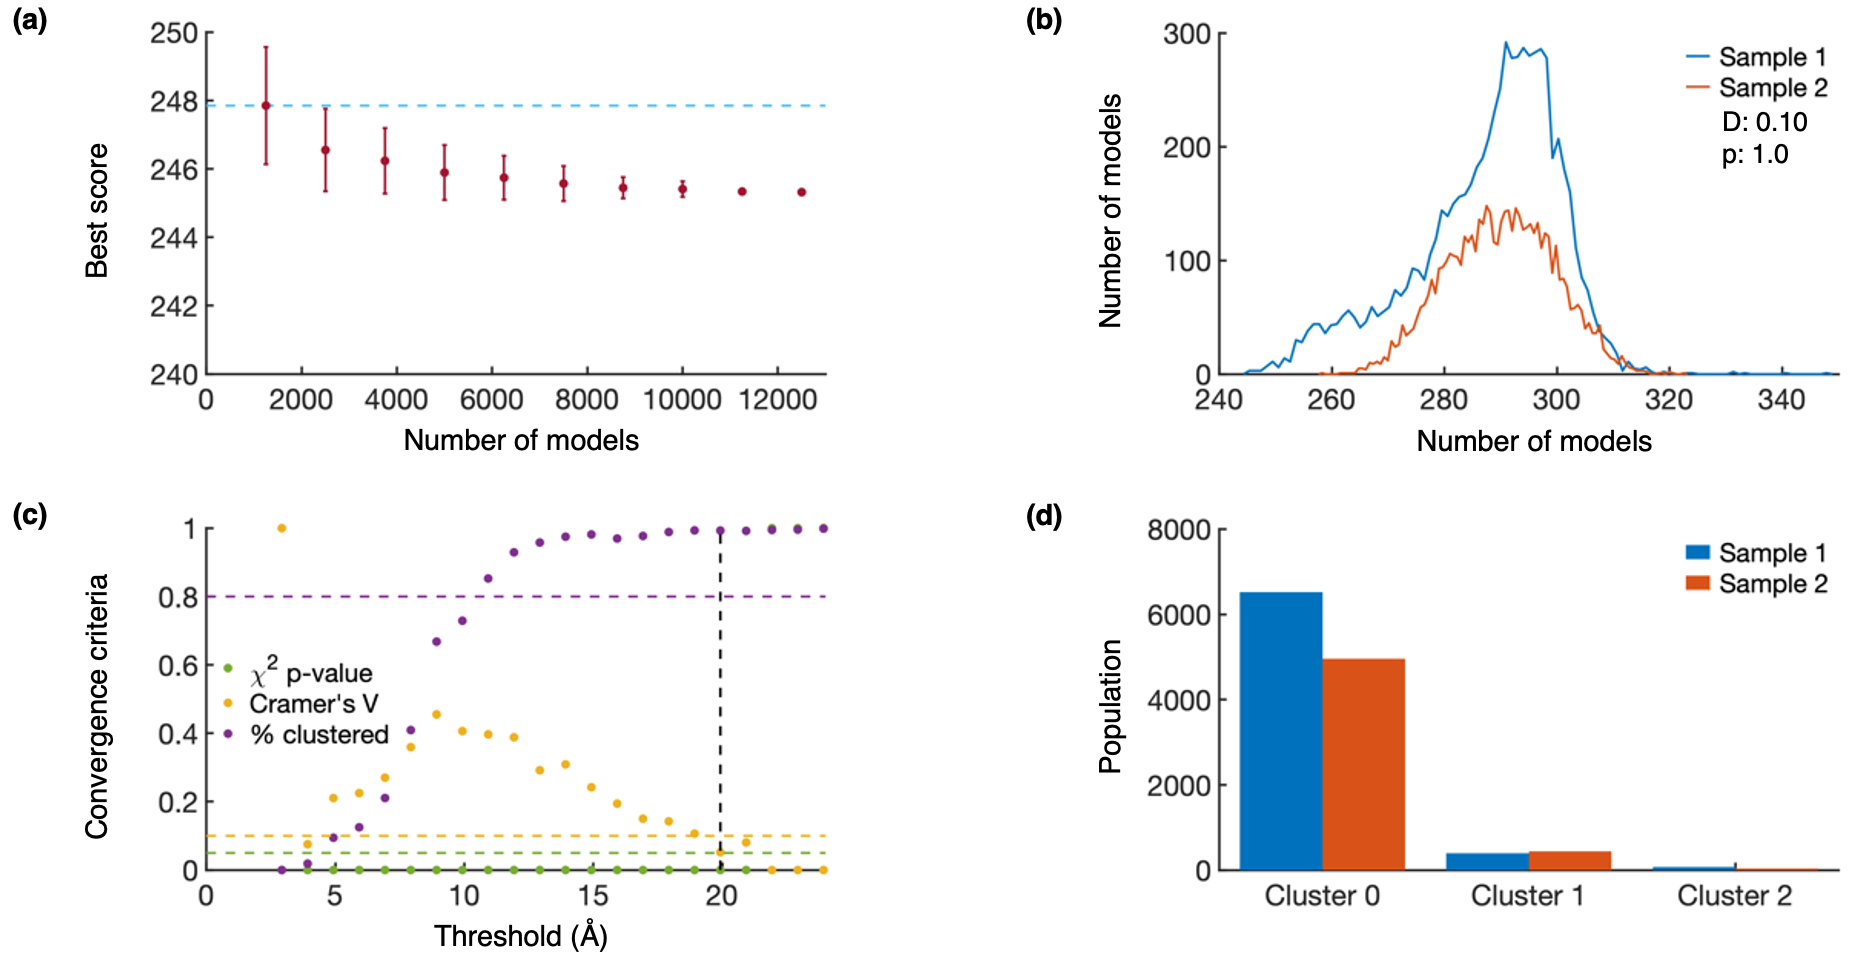 (a)
250
248
246
244
242
240
0 2000 4000 6000 8000 10000 12000
Best score
Number of models
(b)
300
200
100
0
240 260 280 300 320 340
Number of models
Number of models
Sample 1
Sample 2
D: 0.10
p: 1.0
(c)
1
0.8
0.6
0.4
0.2
0
0 5 10 15 20
Convergence criteria
Threshold (Å)
χ² p-value
Cramer's V
% clustered
(d)
8000
6000
4000
2000
0
Cluster 0 Cluster 1 Cluster 2
Population
Sample 1
Sample 2